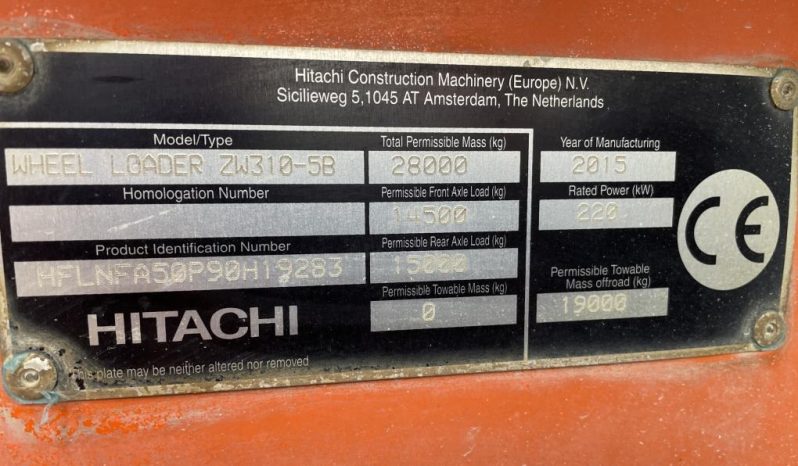 Hitachi Construction Machinery (Europe) N.V.
Sicilieweg 5,1045 AT Amsterdam, The Netherlands
Model/Type
WHEEL LOADER ZW310-5B
Homologation Number
Product Identification Number
HFLNFA50P90H19283
HITACHI
This plate may be neither altered nor removed
Total Permissible Mass (kg)
28000
Permissible Front Axle Load (kg)
14500
Permissible Rear Axle Load (kg)
15000
Permissible Towable Mass (kg)
0
Year of Manufacturing
2015
Rated Power (kW)
220
Permissible Towable
Mass offroad (kg)
19000
CE